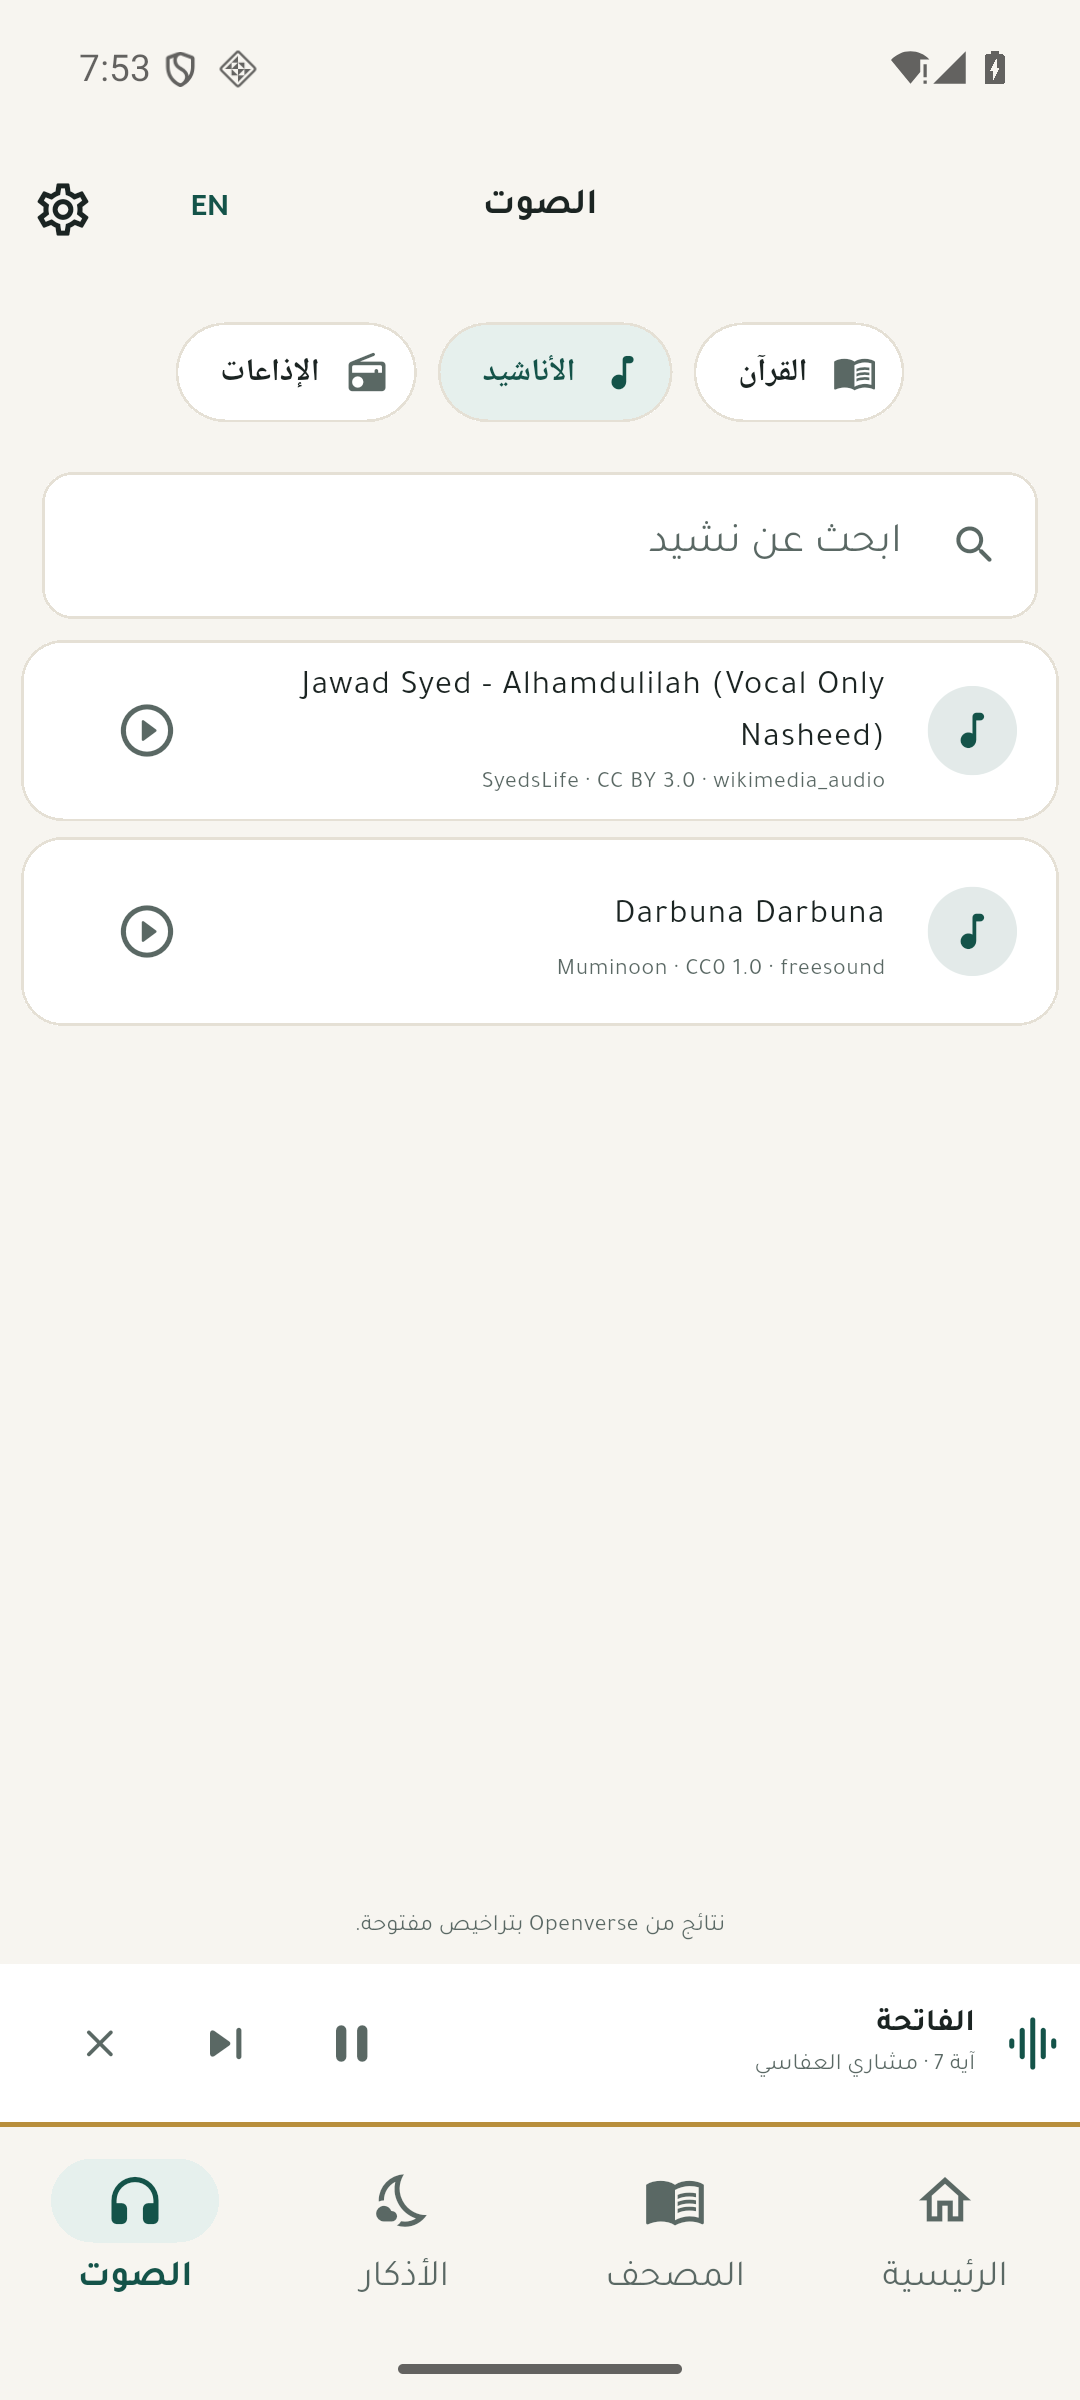 7:53
الصوت
EN
القرآن
الأناشيد
الإذاعات
ابحث عن نشيد
Jawad Syed - Alhamdulilah (Vocal Only
Nasheed)
SyedsLife · CC BY 3.0 · wikimedia_audio
Darbuna Darbuna
Muminoon · CC0 1.0 · freesound
نتائج من Openverse بتراخيص مفتوحة.
الفاتحة
آية 7 · مشاري العفاسي
الرئيسية
المصحف
الأذكار
الصوت